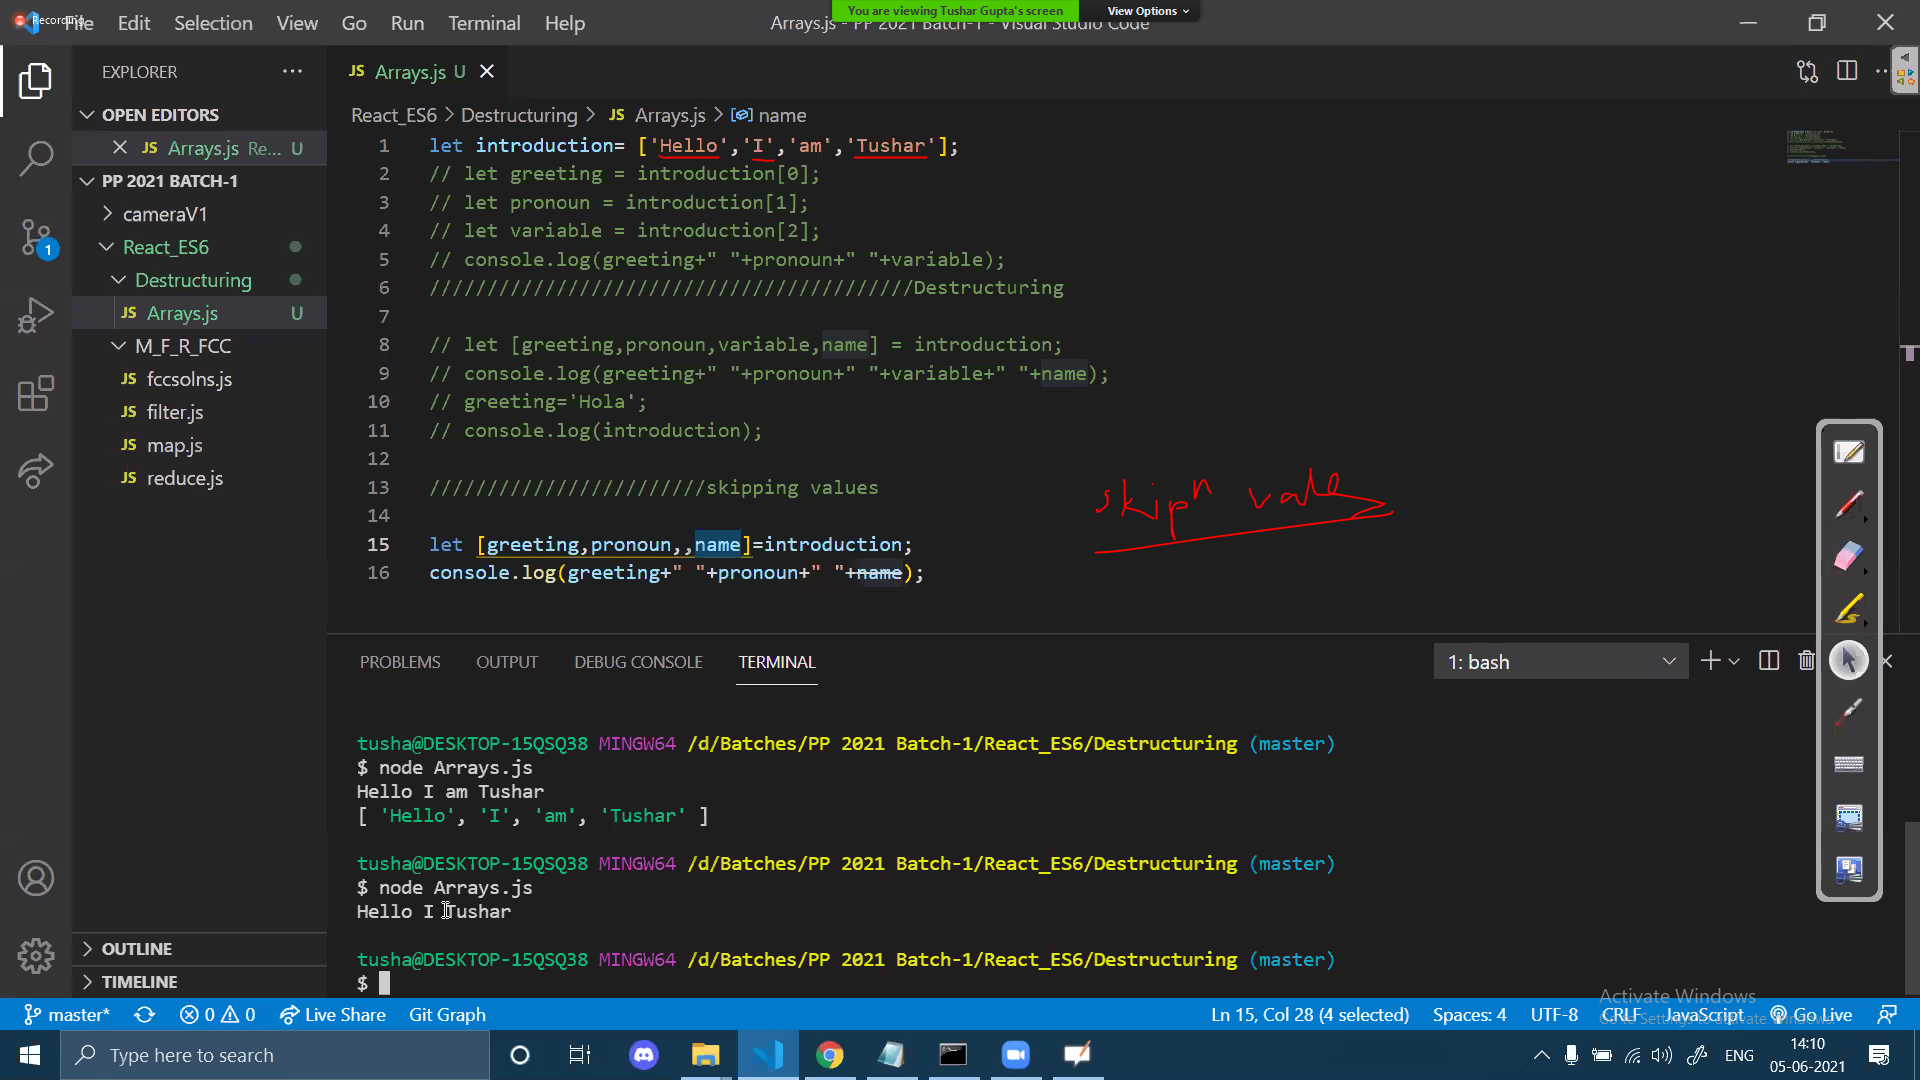 Recording
File Edit Selection View Go Run Terminal Help
You are viewing Tushar Gupta's screen View Options
Arrays.js - PP 2021 Batch-1 - Visual Studio Code
EXPLORER
OPEN EDITORS
JS Arrays.js Re... U
PP 2021 BATCH-1
cameraV1
React_ES6
Destructuring
JS Arrays.js U
M_F_R_FCC
JS fccsolns.js
JS filter.js
JS map.js
JS reduce.js
OUTLINE
TIMELINE
JS Arrays.js U
React_ES6 > Destructuring > JS Arrays.js > name
1 let introduction= ['Hello','I','am','Tushar'];
2 // let greeting = introduction[0];
3 // let pronoun = introduction[1];
4 // let variable = introduction[2];
5 // console.log(greeting+" "+pronoun+" "+variable);
6 //////////////////////////////////////////Destructuring
7
8 // let [greeting,pronoun,variable,name] = introduction;
9 // console.log(greeting+" "+pronoun+" "+variable+" "+name);
10 // greeting='Hola';
11 // console.log(introduction);
12
13 ////////////////////////skipping values
14
15 let [greeting,pronoun,,name]=introduction;
16 console.log(greeting+" "+pronoun+" "+name);
PROBLEMS OUTPUT DEBUG CONSOLE TERMINAL
1: bash
tusha@DESKTOP-15QSQ38 MINGW64 /d/Batches/PP 2021 Batch-1/React_ES6/Destructuring (master)
$ node Arrays.js
Hello I am Tushar
[ 'Hello', 'I', 'am', 'Tushar' ]
tusha@DESKTOP-15QSQ38 MINGW64 /d/Batches/PP 2021 Batch-1/React_ES6/Destructuring (master)
$ node Arrays.js
Hello I Tushar
tusha@DESKTOP-15QSQ38 MINGW64 /d/Batches/PP 2021 Batch-1/React_ES6/Destructuring (master)
$
Activate Windows
Go to Settings to activate Windows.
master* 0 0 Live Share Git Graph
Ln 15, Col 28 (4 selected) Spaces: 4 UTF-8 CRLF JavaScript Go Live
Type here to search
ENG
14:10
05-06-2021